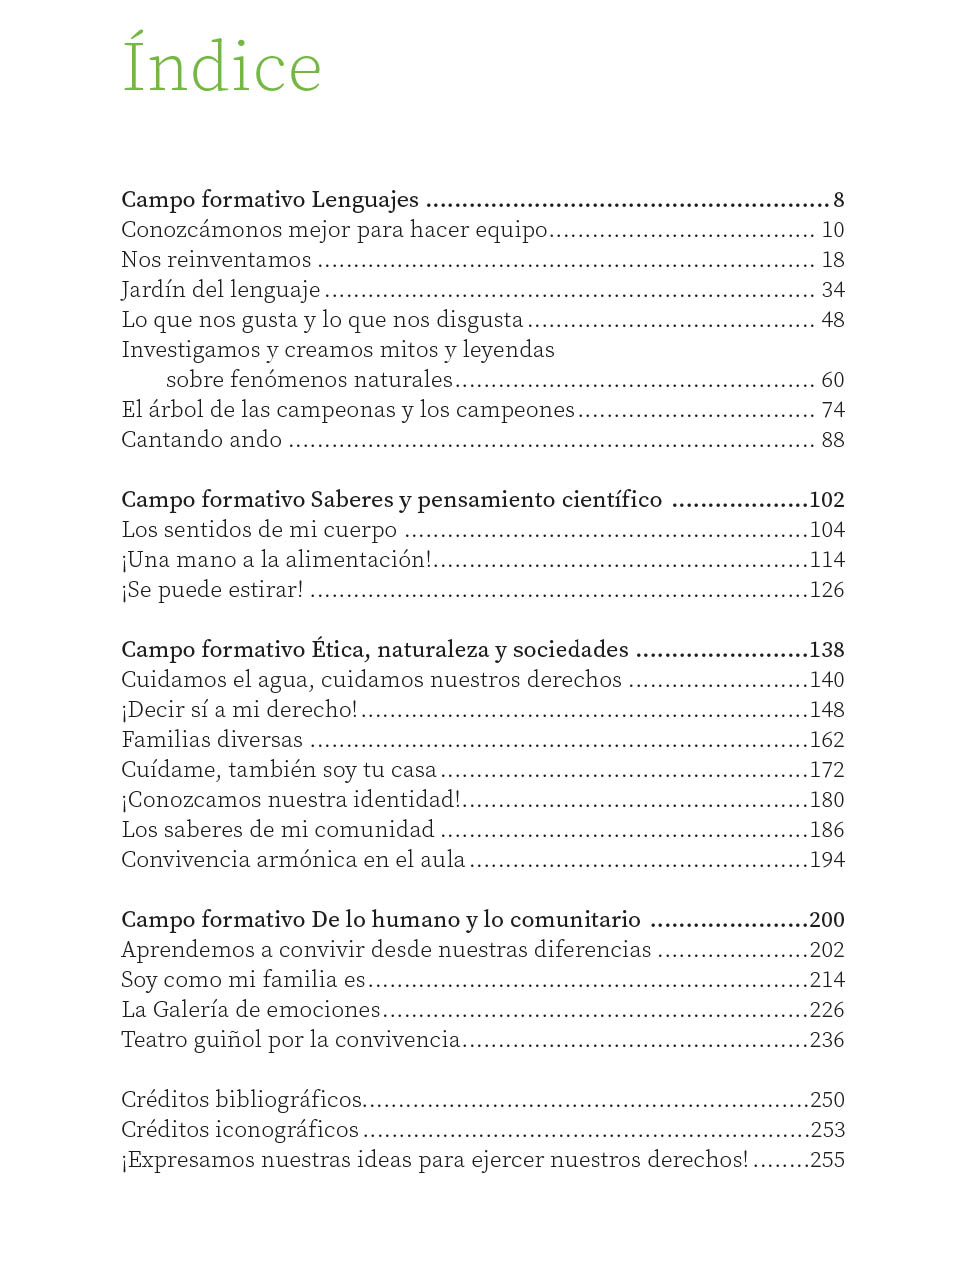 Índice
Campo formativo Lenguajes ........................................................ 8
Conozcámonos mejor para hacer equipo..................................... 10
Nos reinventamos ..................................................................... 18
Jardín del lenguaje .................................................................... 34
Lo que nos gusta y lo que nos disgusta ........................................ 48
Investigamos y creamos mitos y leyendas
sobre fenómenos naturales.................................................. 60
El árbol de las campeonas y los campeones................................. 74
Cantando ando ......................................................................... 88
Campo formativo Saberes y pensamiento científico ...................102
Los sentidos de mi cuerpo ........................................................104
¡Una mano a la alimentación!....................................................114
¡Se puede estirar! .....................................................................126
Campo formativo Ética, naturaleza y sociedades ........................138
Cuidamos el agua, cuidamos nuestros derechos .........................140
¡Decir sí a mi derecho!..............................................................148
Familias diversas .....................................................................162
Cuídame, también soy tu casa ...................................................172
¡Conozcamos nuestra identidad!................................................180
Los saberes de mi comunidad ...................................................186
Convivencia armónica en el aula ...............................................194
Campo formativo De lo humano y lo comunitario ......................200
Aprendemos a convivir desde nuestras diferencias .....................202
Soy como mi familia es .............................................................214
La Galería de emociones...........................................................226
Teatro guiñol por la convivencia................................................236
Créditos bibliográficos..............................................................250
Créditos iconográficos ..............................................................253
¡Expresamos nuestras ideas para ejercer nuestros derechos! ........255